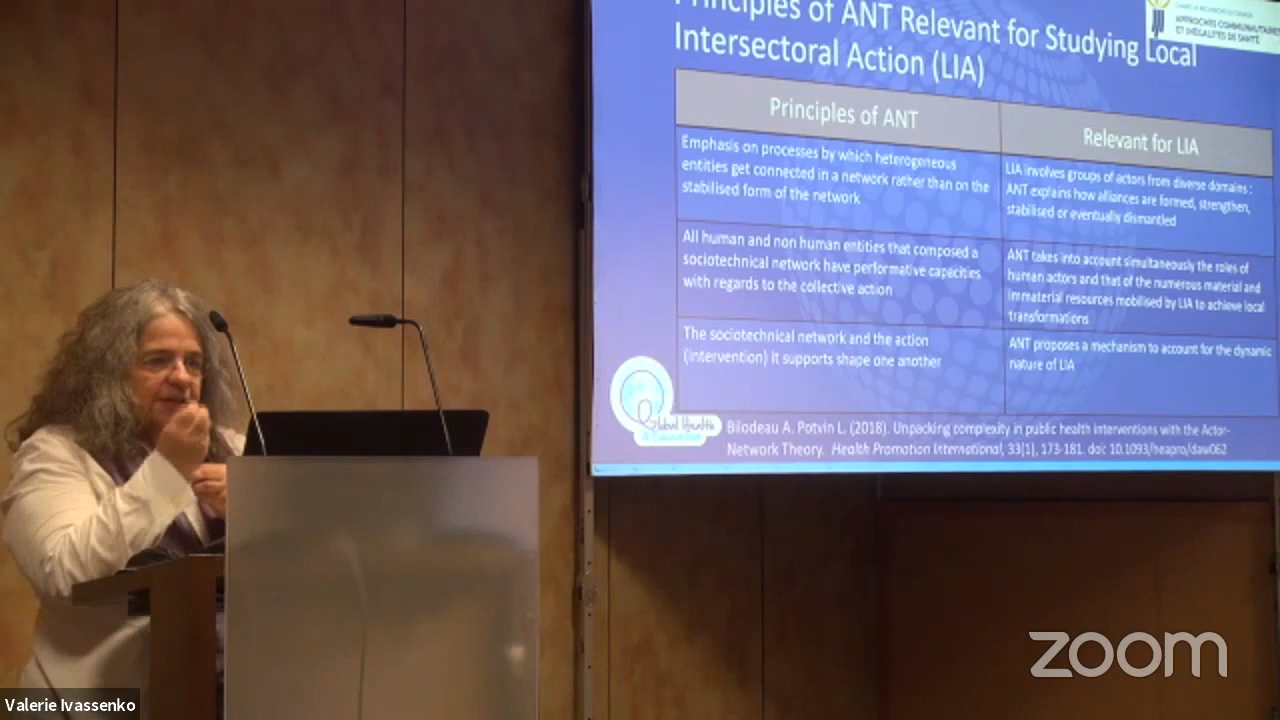 Principles of ANT Relevant for Studying Local
Intersectoral Action (LIA)
APPROCHES COMMUNAUTAIRES
ET INÉGALITÉS DE SANTÉ
Principles of ANT
Relevant for LIA
Emphasis on processes by which heterogeneous
entities get connected in a network rather than on the
stabilised form of the network
LIA involves groups of actors from diverse domains :
ANT explains how alliances are formed, strengthen,
stabilised or eventually dismantled
All human and non human entities that composed a
sociotechnical network have performative capacities
with regards to the collective action
ANT takes into account simultaneously the roles of
human actors and that of the numerous material and
immaterial resources mobilised by LIA to achieve local
transformations
The sociotechnical network and the action
(intervention) it supports shape one another
ANT proposes a mechanism to account for the dynamic
nature of LIA
Global Health
Bilodeau A. Potvin L. (2018). Unpacking complexity in public health interventions with the Actor-
Network Theory. Health Promotion International, 33(1), 173-181. doi: 10.1093/heapro/daw062
zoom
Valerie Ivassenko